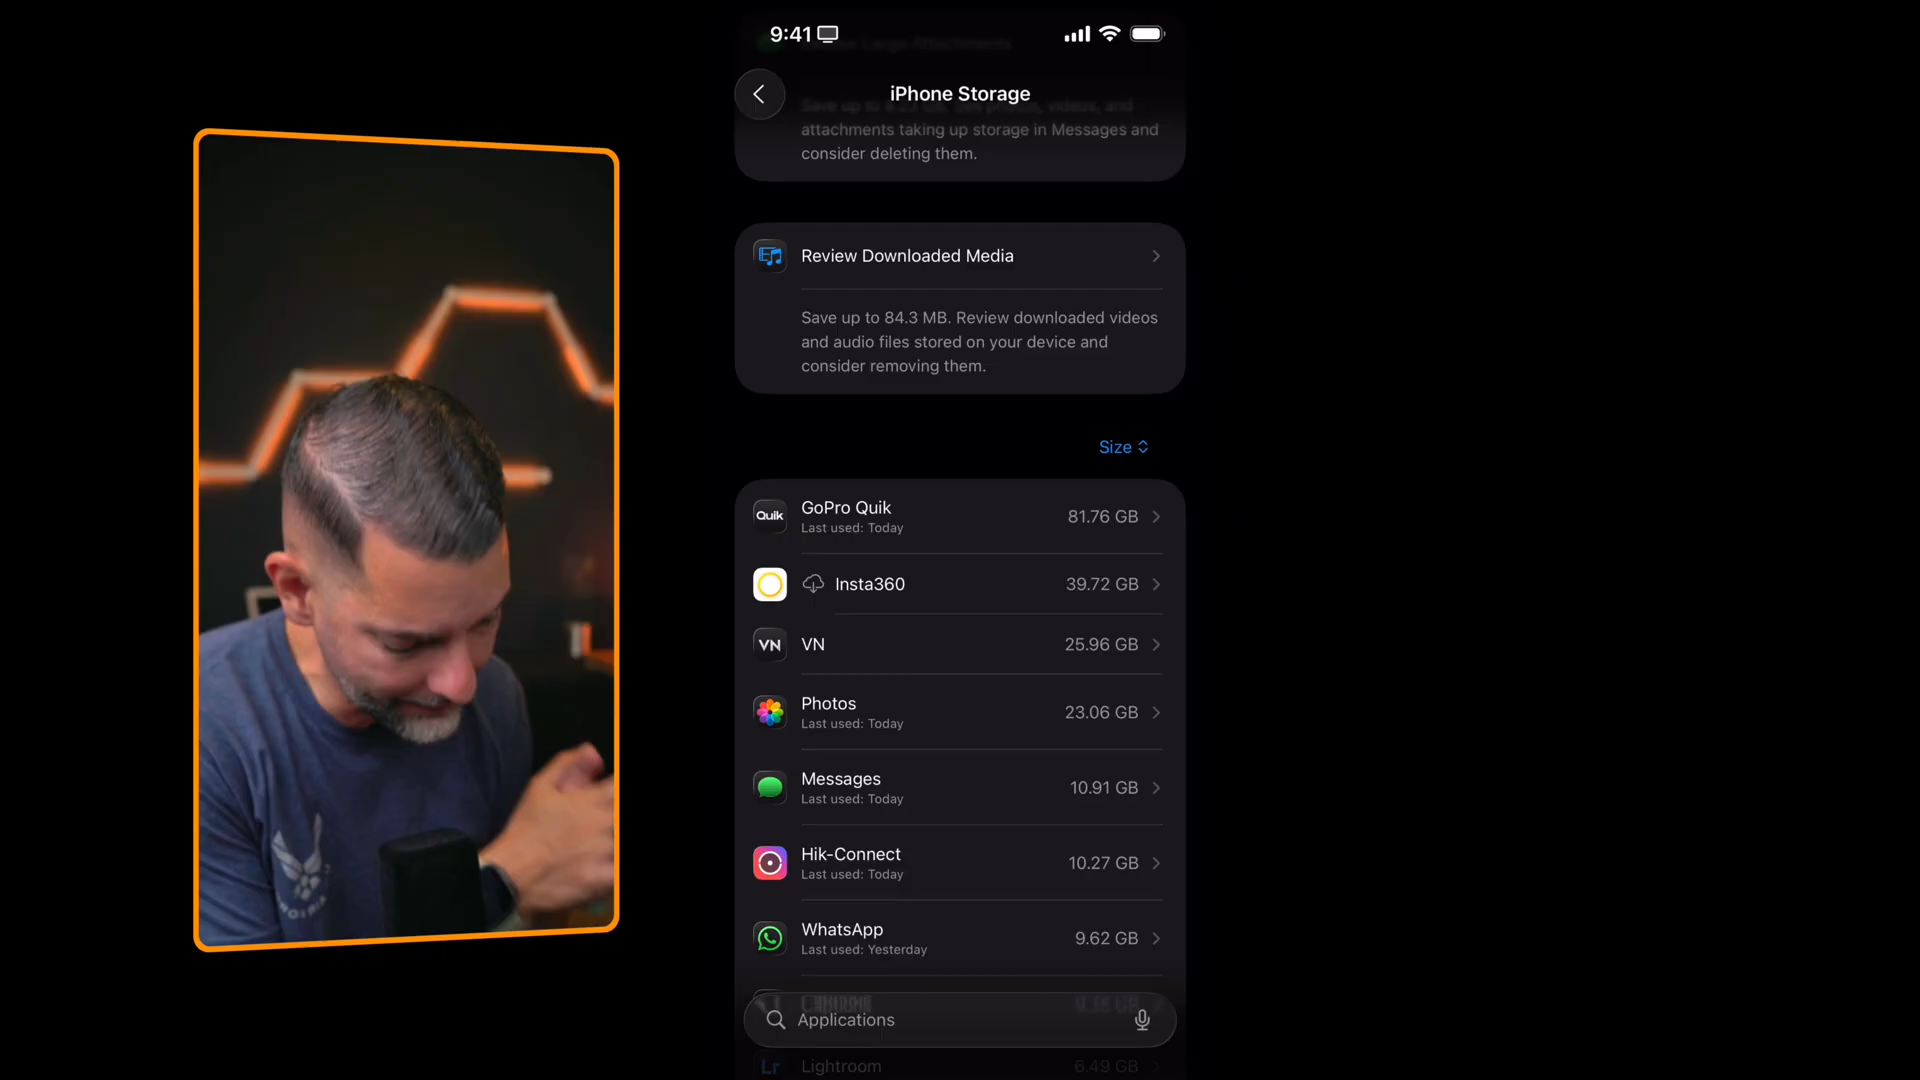 9:41
Review Large Attachments
iPhone Storage
attachments taking up storage in Messages and
consider deleting them.
Review Downloaded Media
Save up to 84.3 MB. Review downloaded videos
and audio files stored on your device and
consider removing them.
Size
Quik
GoPro Quik
Last used: Today
81.76 GB
Insta360
39.72 GB
VN
VN
25.96 GB
Photos
Last used: Today
23.06 GB
Messages
Last used: Today
10.91 GB
Hik-Connect
Last used: Today
10.27 GB
WhatsApp
Last used: Yesterday
9.62 GB
Applications
Lr
Lightroom
6.49 GB